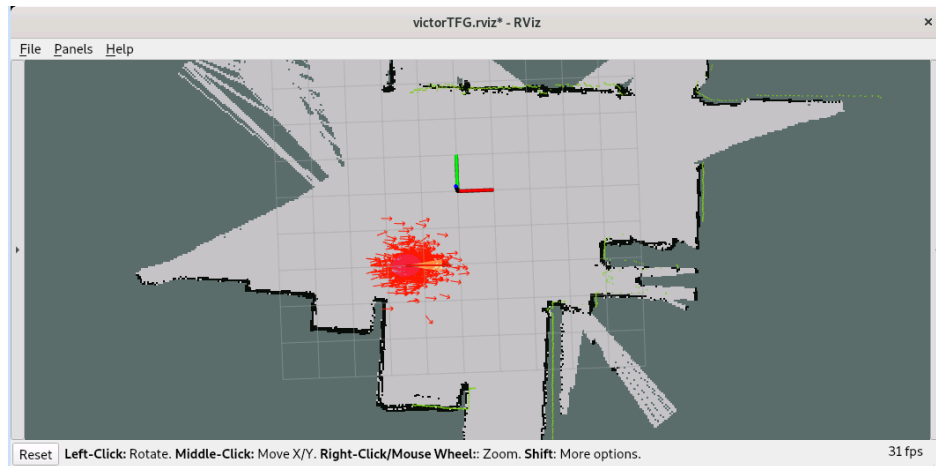 victorTFG.rviz* - RViz
File Panels Help
Reset Left-Click: Rotate. Middle-Click: Move X/Y. Right-Click/Mouse Wheel:: Zoom. Shift: More options. 31 fps